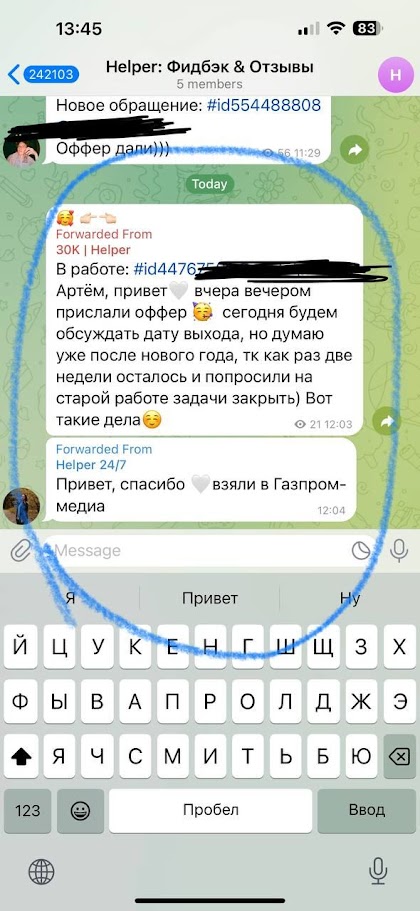 13:45
83
242103
Helper: Фидбэк & Отзывы
5 members
H
Новое обращение: #id554488808
Оффер дали)))
56 11:29
Today
🥰 👉🏻👈🏻
Forwarded From
30K | Helper
В работе: #id44767
Артём, привет🤍 вчера вечером
прислали оффер 🥳 сегодня будем
обсуждать дату выхода, но думаю
уже после нового года, тк как раз две
недели осталось и попросили на
старой работе задачи закрыть) Вот
такие дела☺️
21 12:03
Forwarded From
Helper 24/7
Привет, спасибо 🤍взяли в Газпром-
медиа
12:04
Message
Я Привет Ну
Й Ц У К Е Н Г Ш Щ З Х
Ф Ы В А П Р О Л Д Ж Э
Я Ч С М И Т Ь Б Ю
123 Пробел Ввод